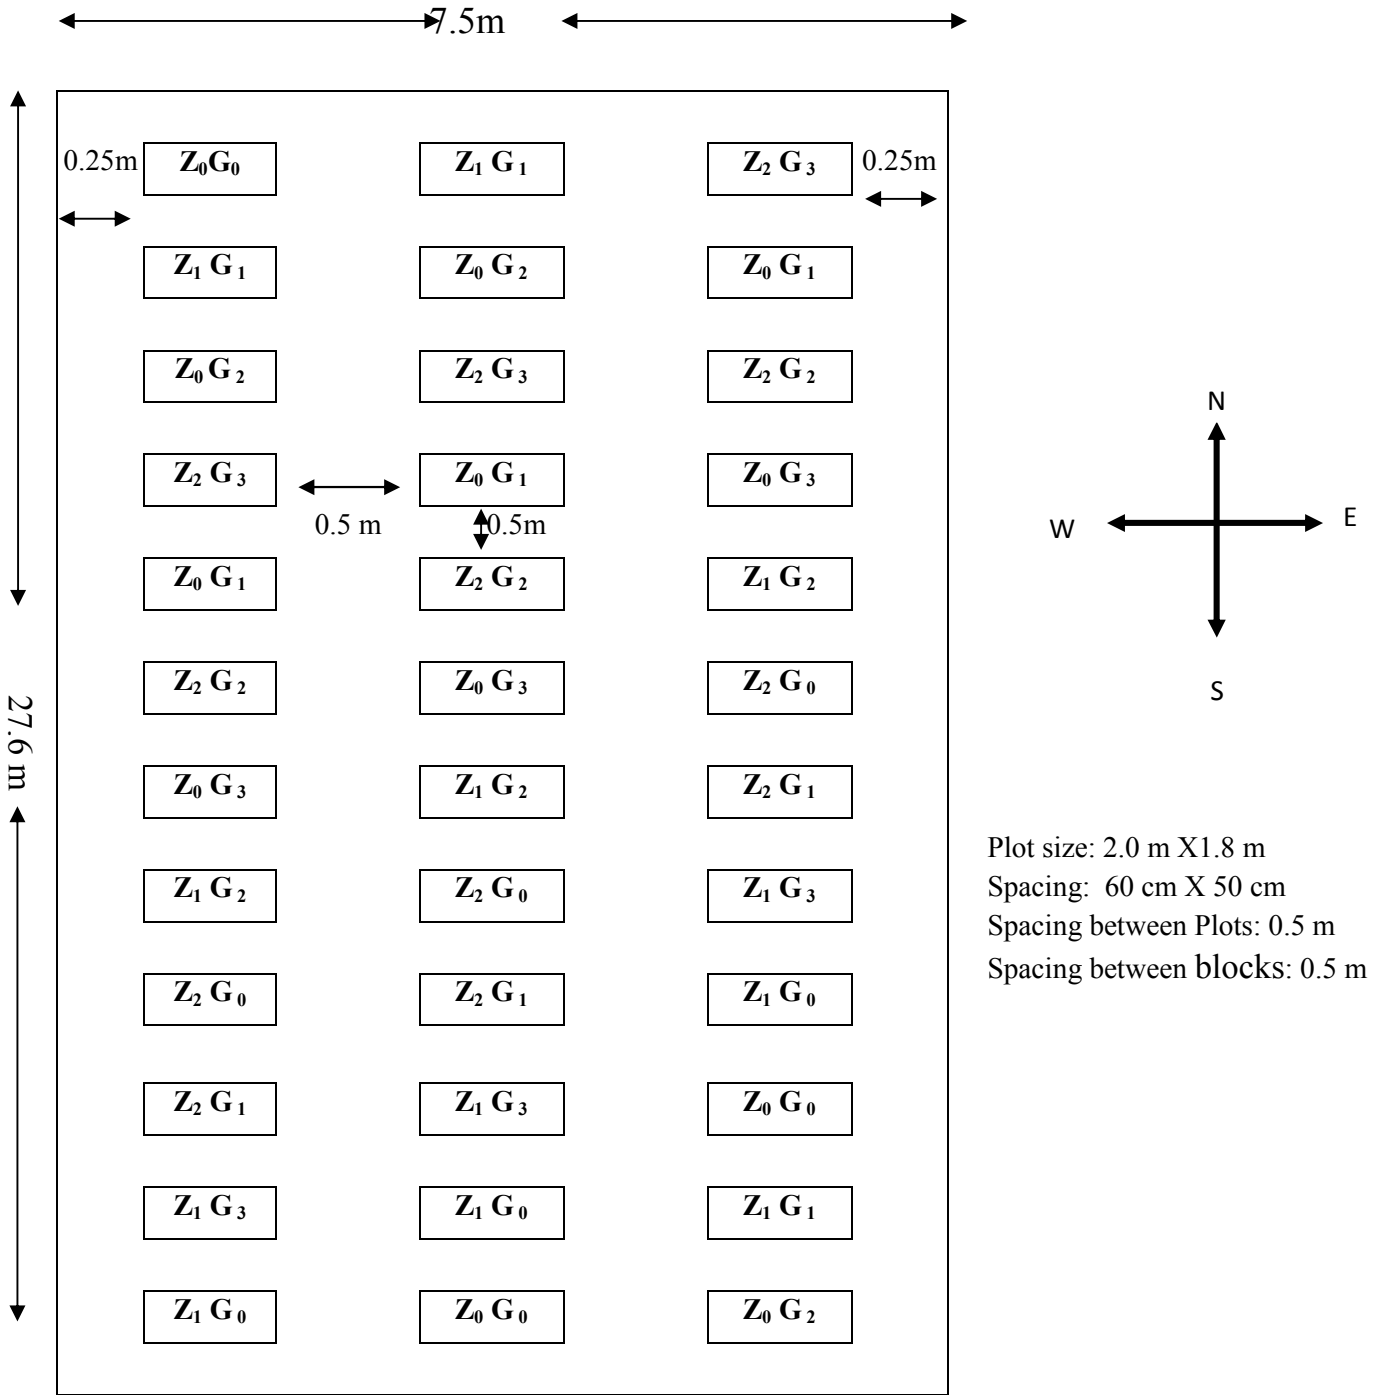 7.5m
0.25m Z₀G₀ Z₁ G₁ Z₂ G₃ 0.25m
Z₁ G₁ Z₀ G₂ Z₀ G₁
Z₀ G₂ Z₂ G₃ Z₂ G₂
N
Z₂ G₃ Z₀ G₁ Z₀ G₃
0.5 m 0.5m
W E
Z₀ G₁ Z₂ G₂ Z₁ G₂
Z₂ G₂ Z₀ G₃ Z₂ G₀
S
27.6 m
Z₀ G₃ Z₁ G₂ Z₂ G₁
Plot size: 2.0 m X1.8 m
Z₁ G₂ Z₂ G₀ Z₁ G₃
Spacing: 60 cm X 50 cm
Spacing between Plots: 0.5 m
Spacing between blocks: 0.5 m
Z₂ G₀ Z₂ G₁ Z₁ G₀
Z₂ G₁ Z₁ G₃ Z₀ G₀
Z₁ G₃ Z₁ G₀ Z₁ G₁
Z₁ G₀ Z₀ G₀ Z₀ G₂